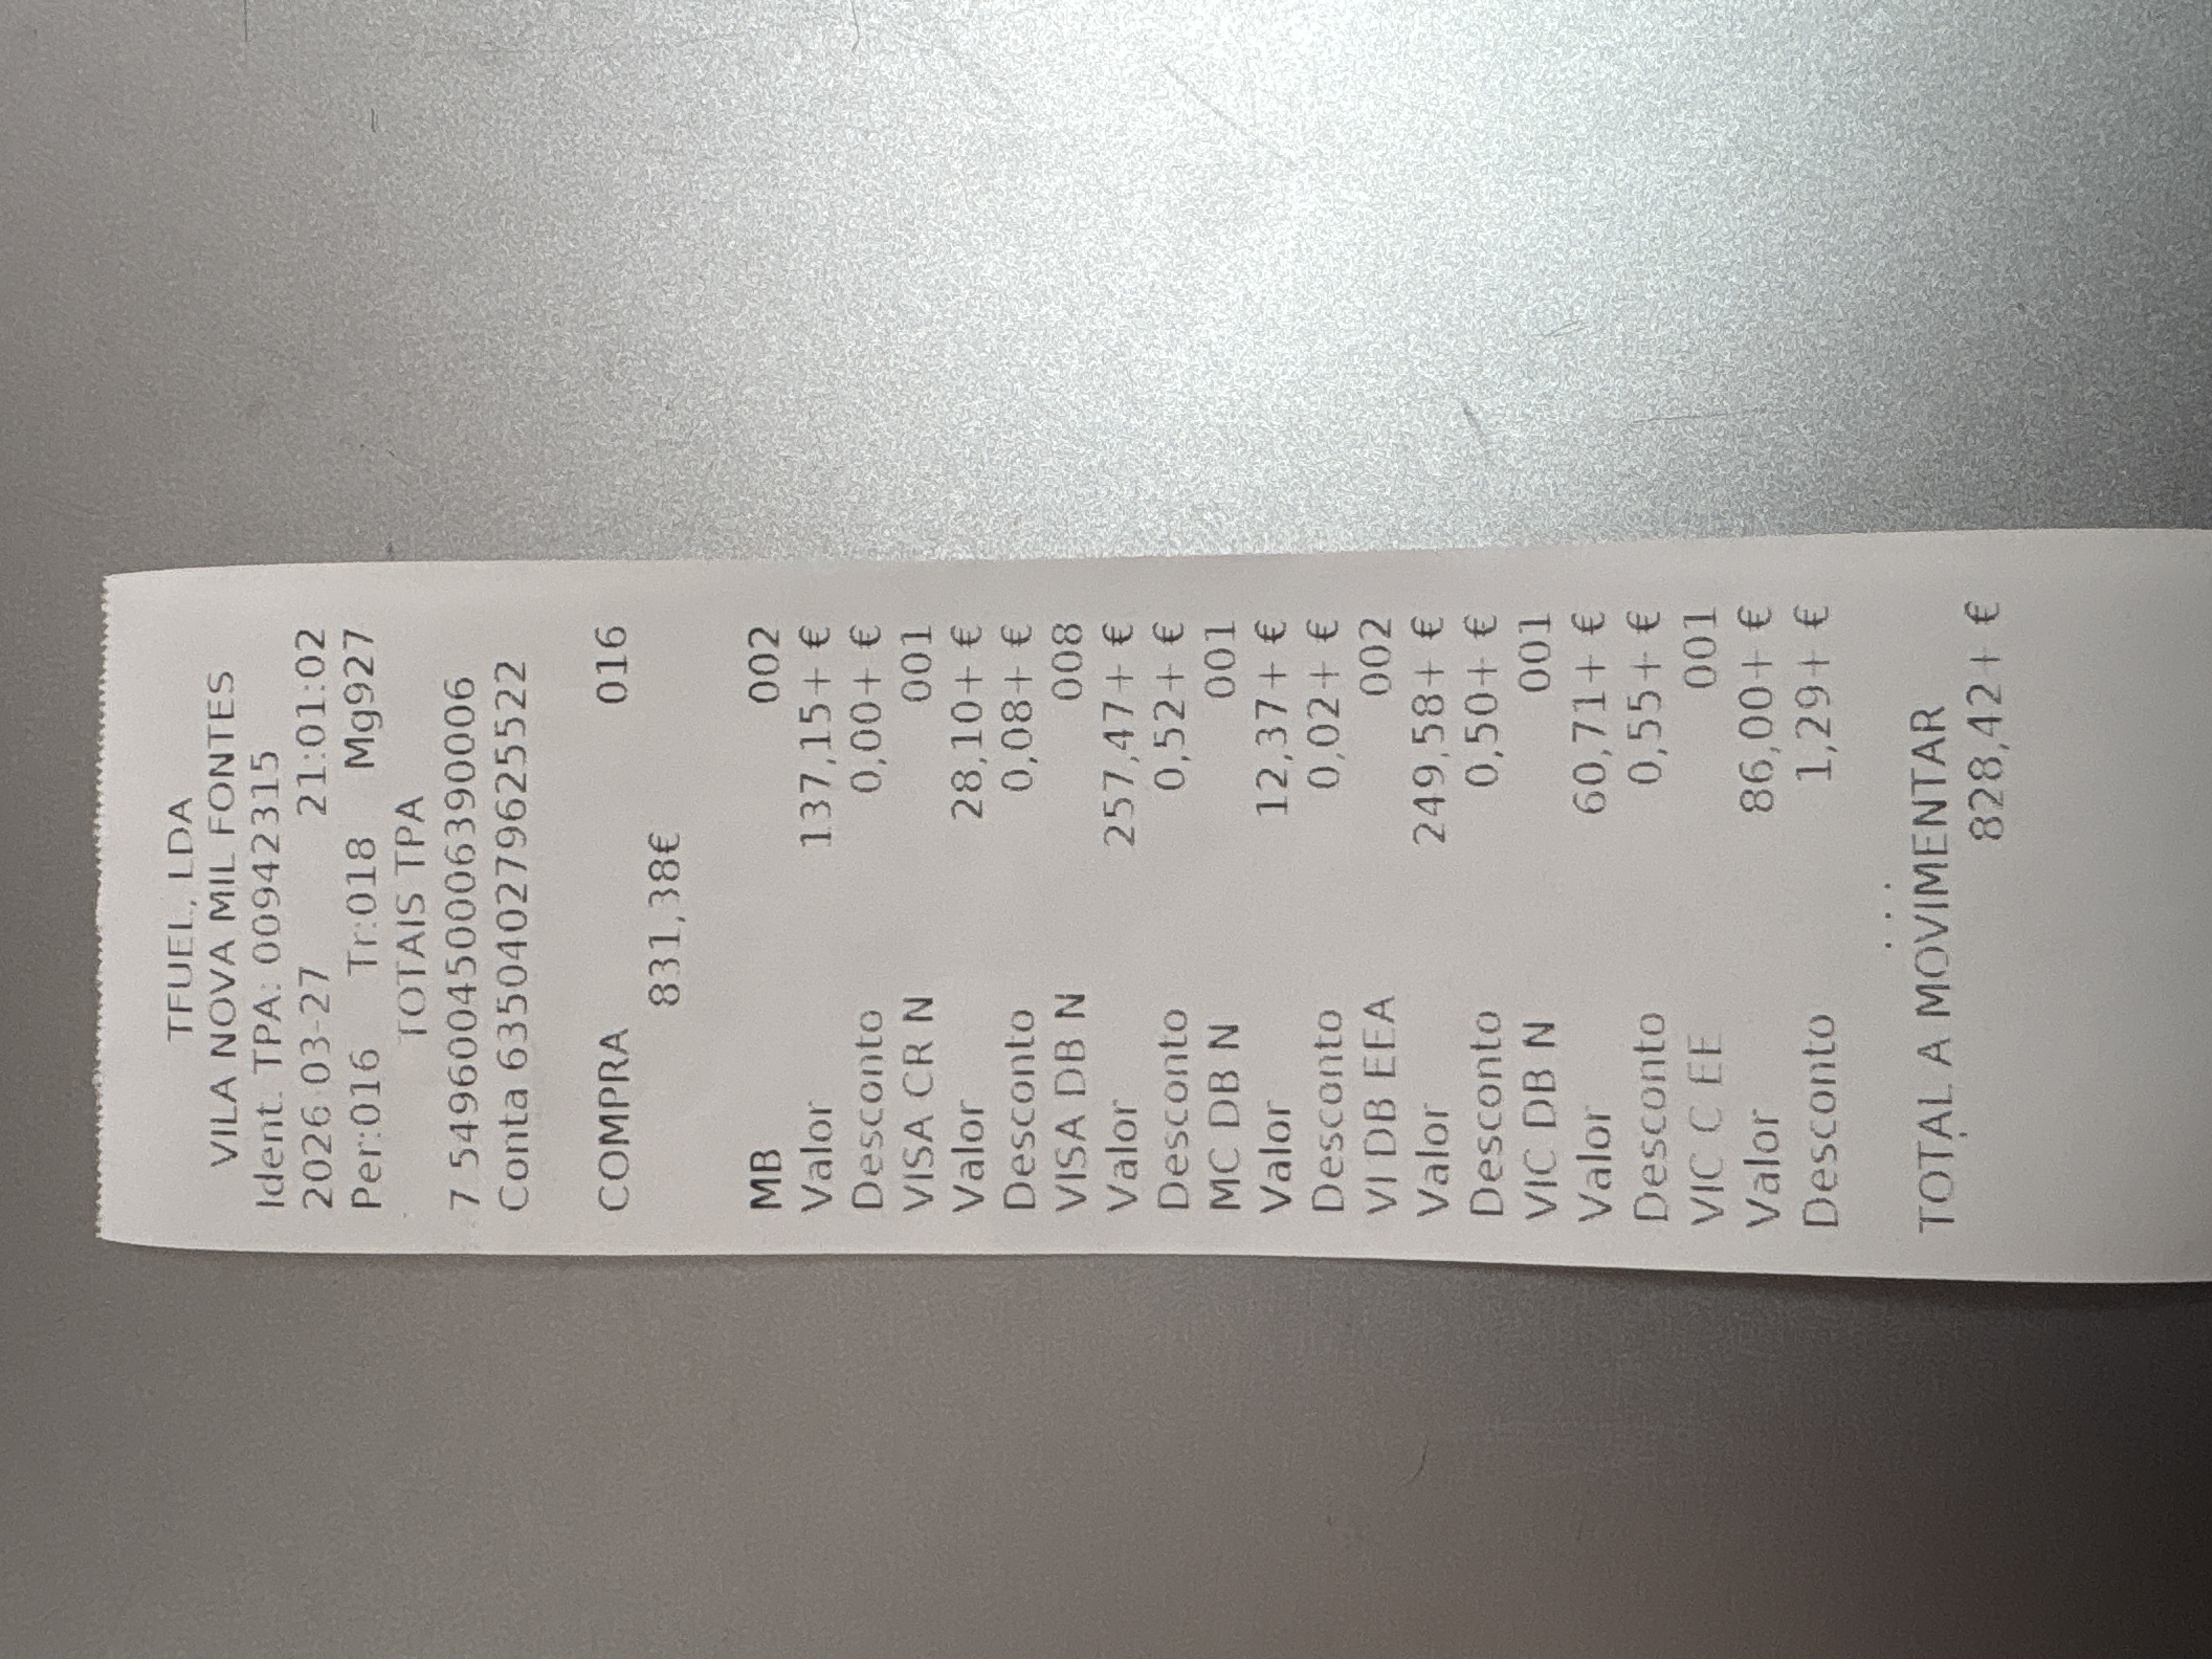 TFUEL, LDA
VILA NOVA MIL FONTES
Ident. TPA: 00942315
2026-03-27 21:01:02
Per:016 Tr:018 Mg927
TOTAIS TPA
7 549600450006390006
Conta 635040279625522
COMPRA 016
831,38€
MB 002
Valor 137,15+ €
Desconto 0,00+ €
VISA CR N 001
Valor 28,10+ €
Desconto 0,08+ €
VISA DB N 008
Valor 257,47+ €
Desconto 0,52+ €
MC DB N 001
Valor 12,37+ €
Desconto 0,02+ €
VI DB EEA 002
Valor 249,58+ €
Desconto 0,50+ €
VIC DB N 001
Valor 60,71+ €
Desconto 0,55+ €
VIC C EE 001
Valor 86,00+ €
Desconto 1,29+ €
TOTAL A MOVIMENTAR
828,42+ €